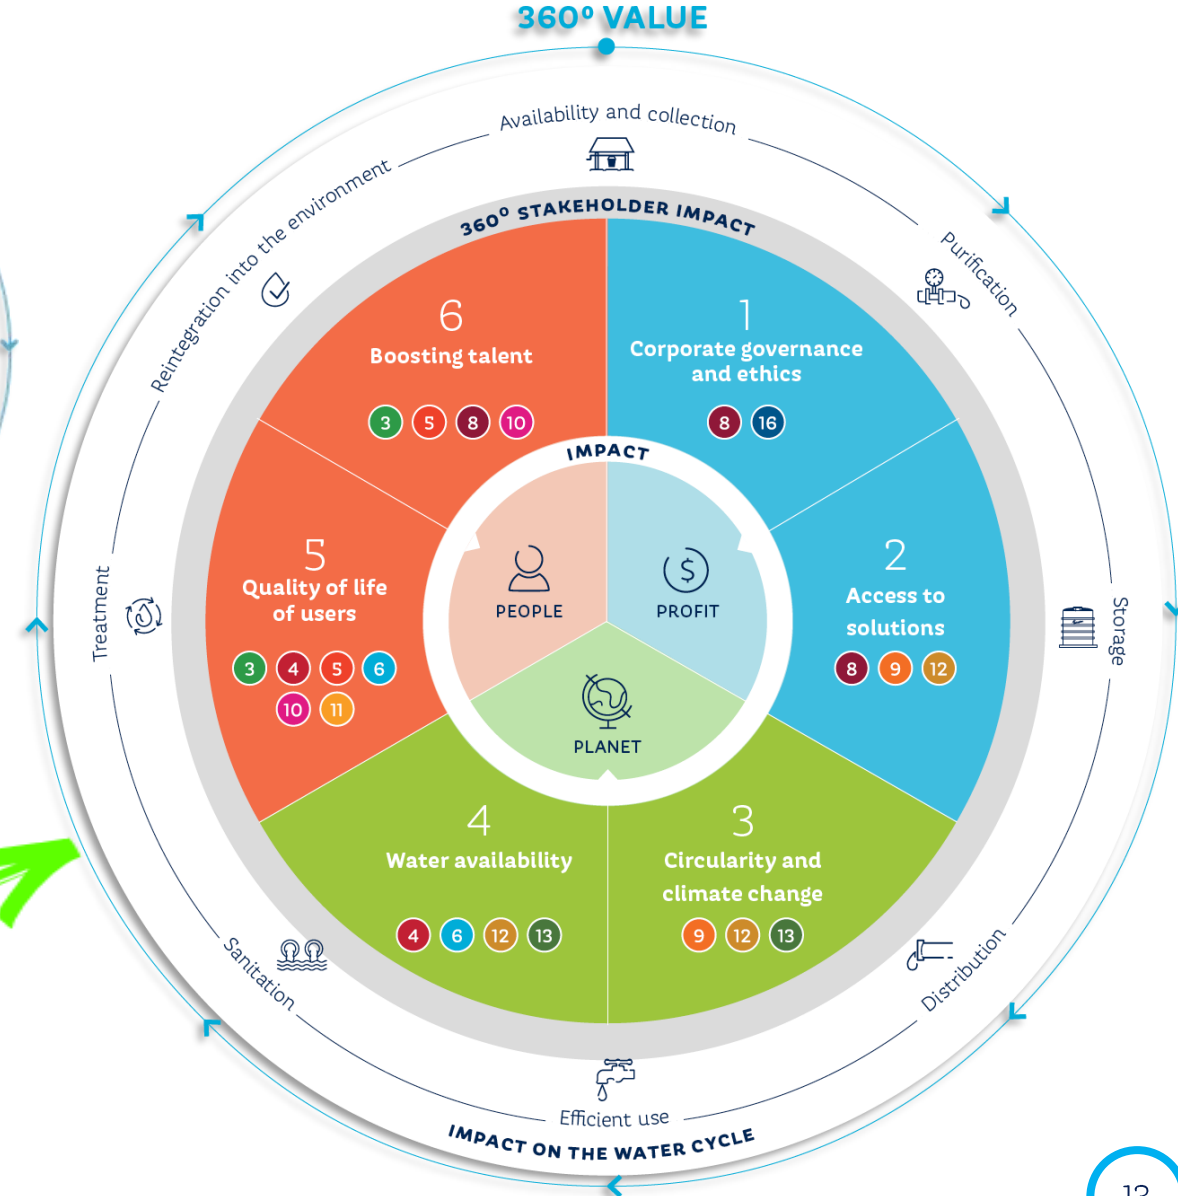 360º VALUE
Availability and collection
Purification
Storage
Distribution
Efficient use
Sanitation
Treatment
Reintegration into the environment
IMPACT ON THE WATER CYCLE
360º STAKEHOLDER IMPACT
1
Corporate governance
and ethics
8 16
2
Access to
solutions
8 9 12
3
Circularity and
climate change
9 12 13
4
Water availability
4 6 12 13
5
Quality of life
of users
3 4 5 6
10 11
6
Boosting talent
3 5 8 10
IMPACT
PEOPLE
$
PROFIT
PLANET